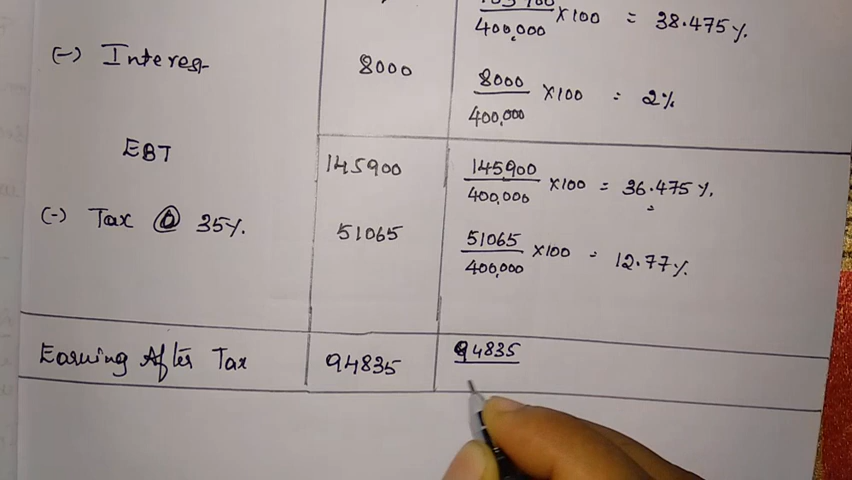 400,000 ×100 = 38.475%
(-) Interest 8000 8000/400,000 ×100 = 2%
EBT 145900 145900/400,000 ×100 = 36.475%
(-) Tax @ 35% 51065 51065/400,000 ×100 = 12.77%
Earning After Tax 94835 94835